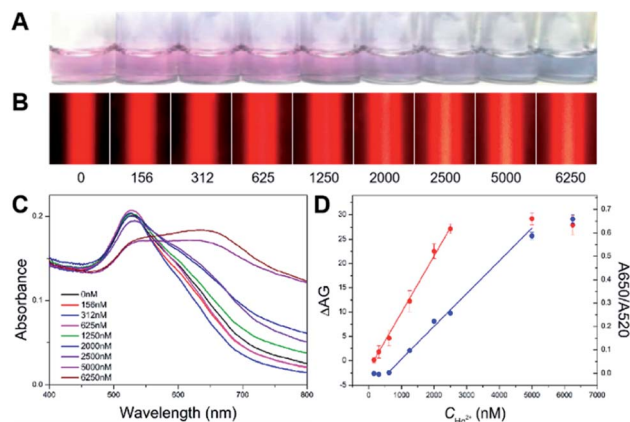 A
B
0 156 312 625 1250 2000 2500 5000 6250
C
D
0.2
0.1
0.0
Absorbance
0nM
156nM
312nM
625nM
1250nM
2000nM
2500nM
5000nM
6250nM
400 500 600 700 800
Wavelength (nm)
30
25
20
15
10
5
0
-5
ΔAG
0.7
0.6
0.5
0.4
0.3
0.2
0.1
0.0
A650/A520
0 1000 2000 3000 4000 5000 6000 7000
C Hg²⁺ (nM)